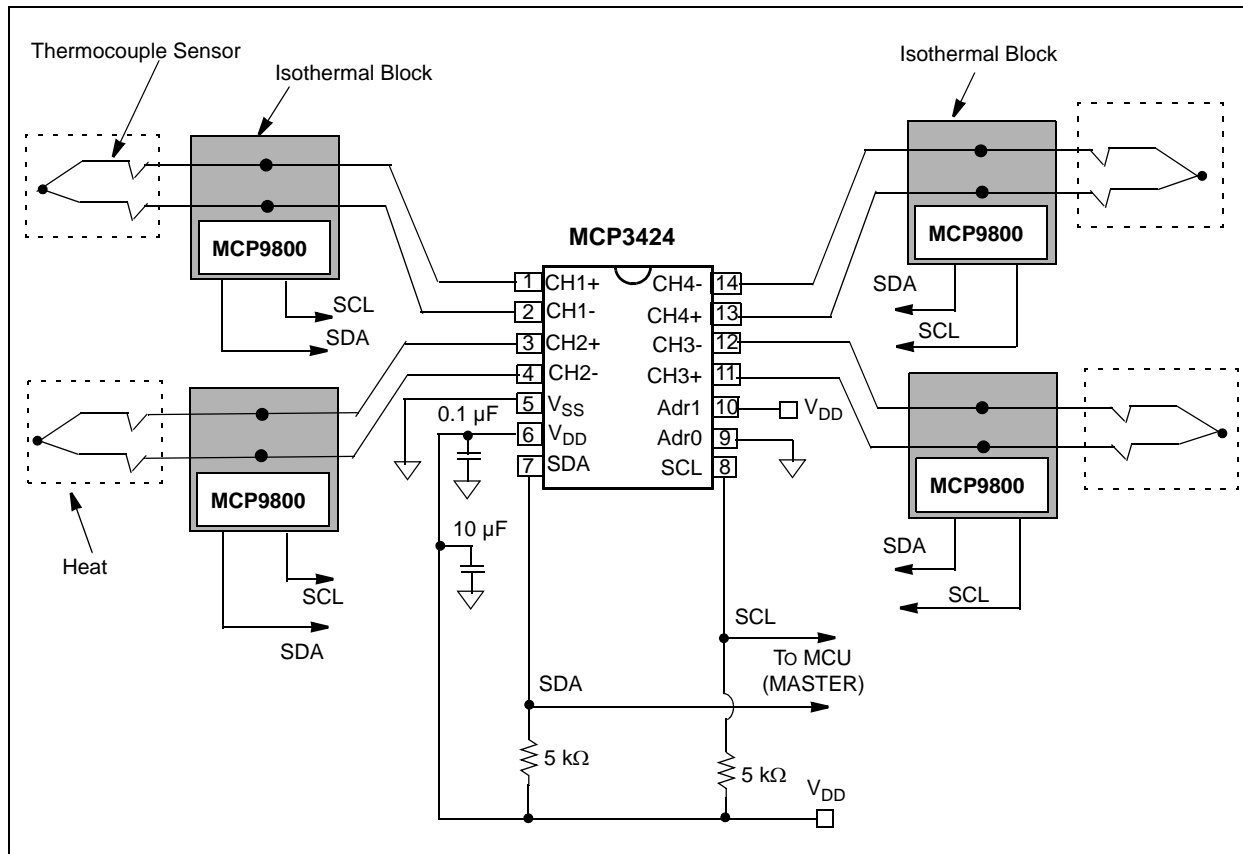 Thermocouple Sensor
Isothermal Block
Isothermal Block
MCP9800
MCP9800
SCL
SDA
SDA
SCL
MCP3424
1 CH1+
2 CH1-
3 CH2+
4 CH2-
5 VSS
6 VDD
7 SDA
CH4- 14
CH4+ 13
CH3- 12
CH3+ 11
Adr1 10
Adr0 9
SCL 8
VDD
0.1 µF
10 µF
MCP9800
MCP9800
Heat
SCL
SDA
SDA
SCL
SCL
TO MCU
(MASTER)
SDA
5 kΩ
5 kΩ
VDD